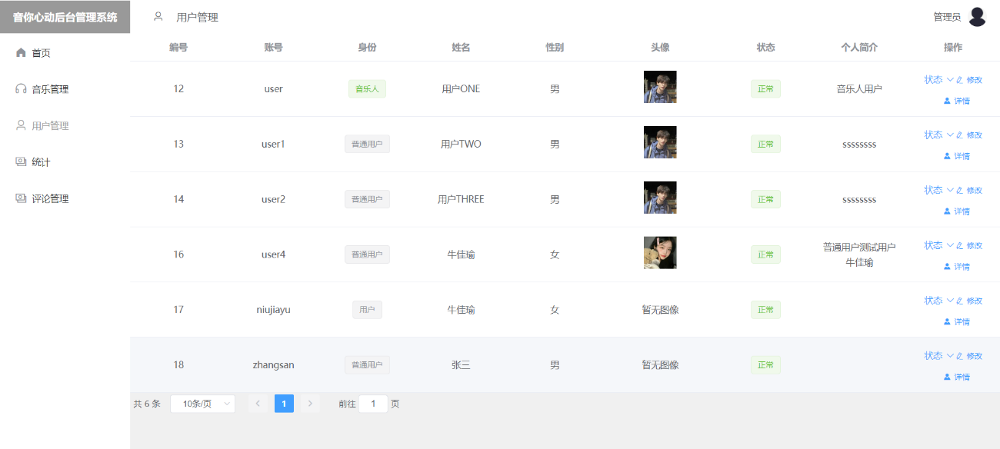 音你心动后台管理系统
用户管理
管理员
首页
音乐管理
用户管理
统计
评论管理
编号 账号 身份 姓名 性别 头像 状态 个人简介 操作
12 user 音乐人 用户ONE 男 正常 音乐人用户 状态 修改
详情
13 user1 普通用户 用户TWO 男 正常 ssssssss 状态 修改
详情
14 user2 普通用户 用户THREE 男 正常 ssssssss 状态 修改
详情
16 user4 普通用户 牛佳瑜 女 正常 普通用户测试用户 状态 修改
牛佳瑜 详情
17 niujiayu 用户 牛佳瑜 女 暂无图像 正常 状态 修改
详情
18 zhangsan 普通用户 张三 男 暂无图像 正常 状态 修改
详情
共 6 条 10条/页 1 前往 1 页